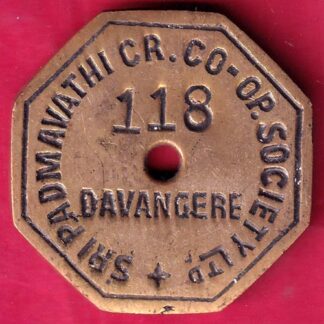 SRI PADMAVATHI CR. CO-OP. SOCIETY LTD
118
DAVANGERE